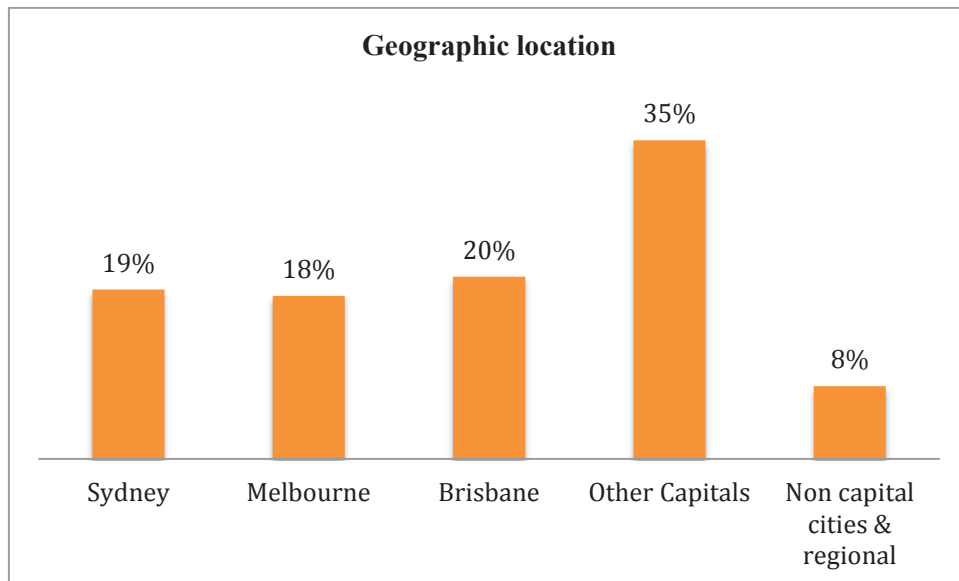 Geographic location
35%
19%
18%
20%
8%
Sydney
Melbourne
Brisbane
Other Capitals
Non capital
cities &
regional